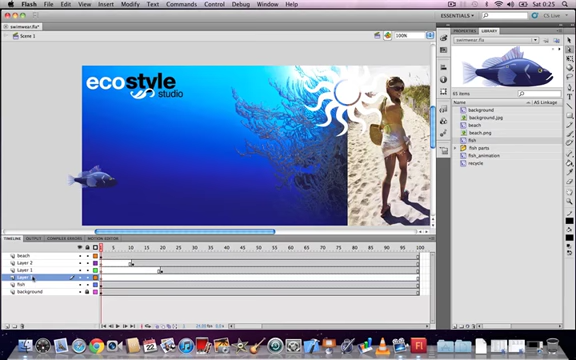 Flash File Edit View Insert Modify Text Commands Control Debug Window Help
Sat 0:25
ESSENTIALS
CS Live
swimwear.fla*
Scene 1
100%
ecostyle
studio
PROPERTIES LIBRARY
swimwear.fla
65 items
Name AS Linkage
background
background.jpg
beach
beach.png
fish
fish parts
fish_animation
recycle
TIMELINE OUTPUT COMPILER ERRORS MOTION EDITOR
1 5 10 15 20 25 30 35 40 45 50 55 60 65 70 75 80 85 90 95 100
beach
Layer 2
Layer 1
Layer
fish
background